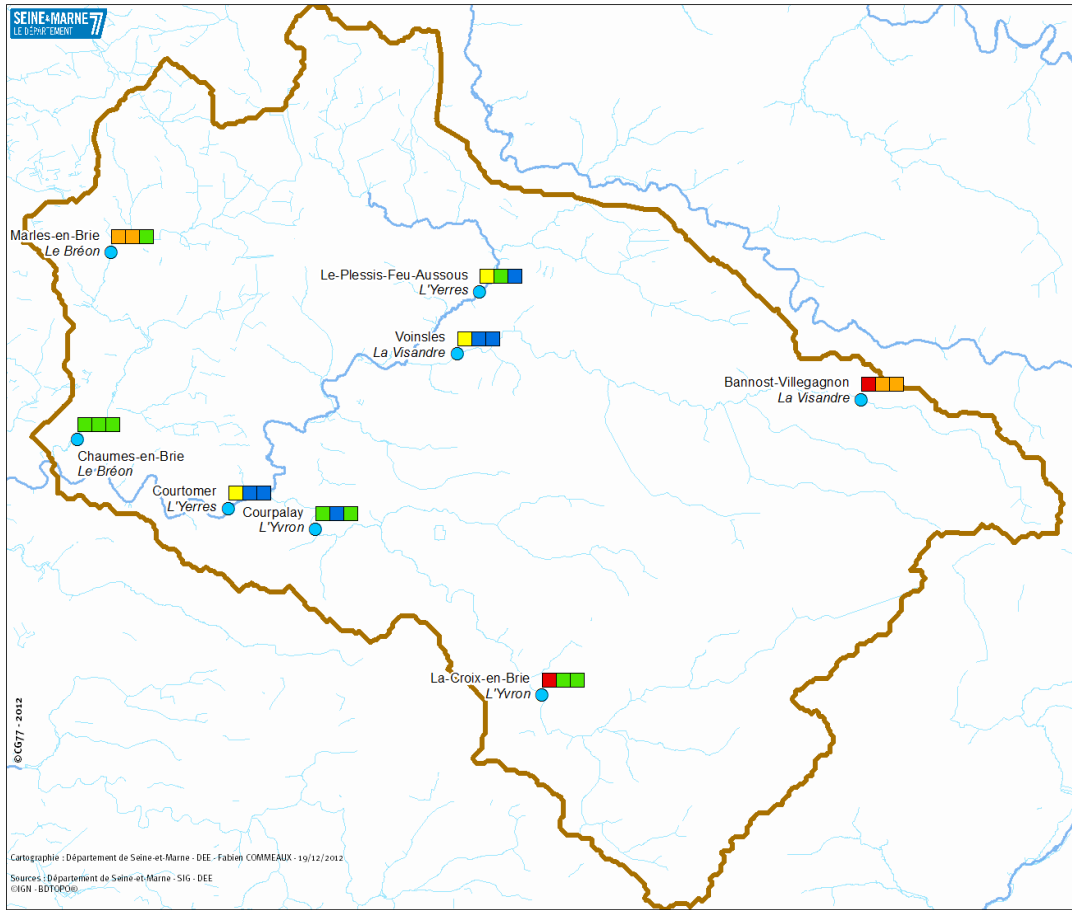 SEINE&MARNE 77
LE DÉPARTEMENT
Marles-en-Brie
Le Bréon
Le-Plessis-Feu-Aussous
L'Yerres
Voinsles
La Visandre
Bannost-Villegagnon
La Visandre
Chaumes-en-Brie
Le Bréon
Courtomer
L'Yerres
Courpalay
L'Yvron
La-Croix-en-Brie
L'Yvron
©CG77 - 2012
Cartographie : Département de Seine-et-Marne - DEE - Fabien COMMEAUX - 19/12/2012
Sources : Département de Seine-et-Marne - SIG - DEE
©IGN - BDTOPO®